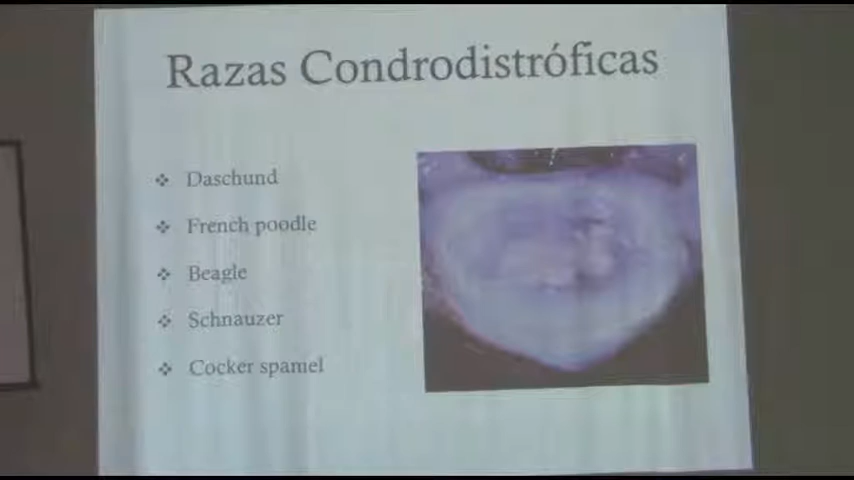 Razas Condrodistróficas
❖ Daschund
❖ French poodle
❖ Beagle
❖ Schnauzer
❖ Cocker spamel